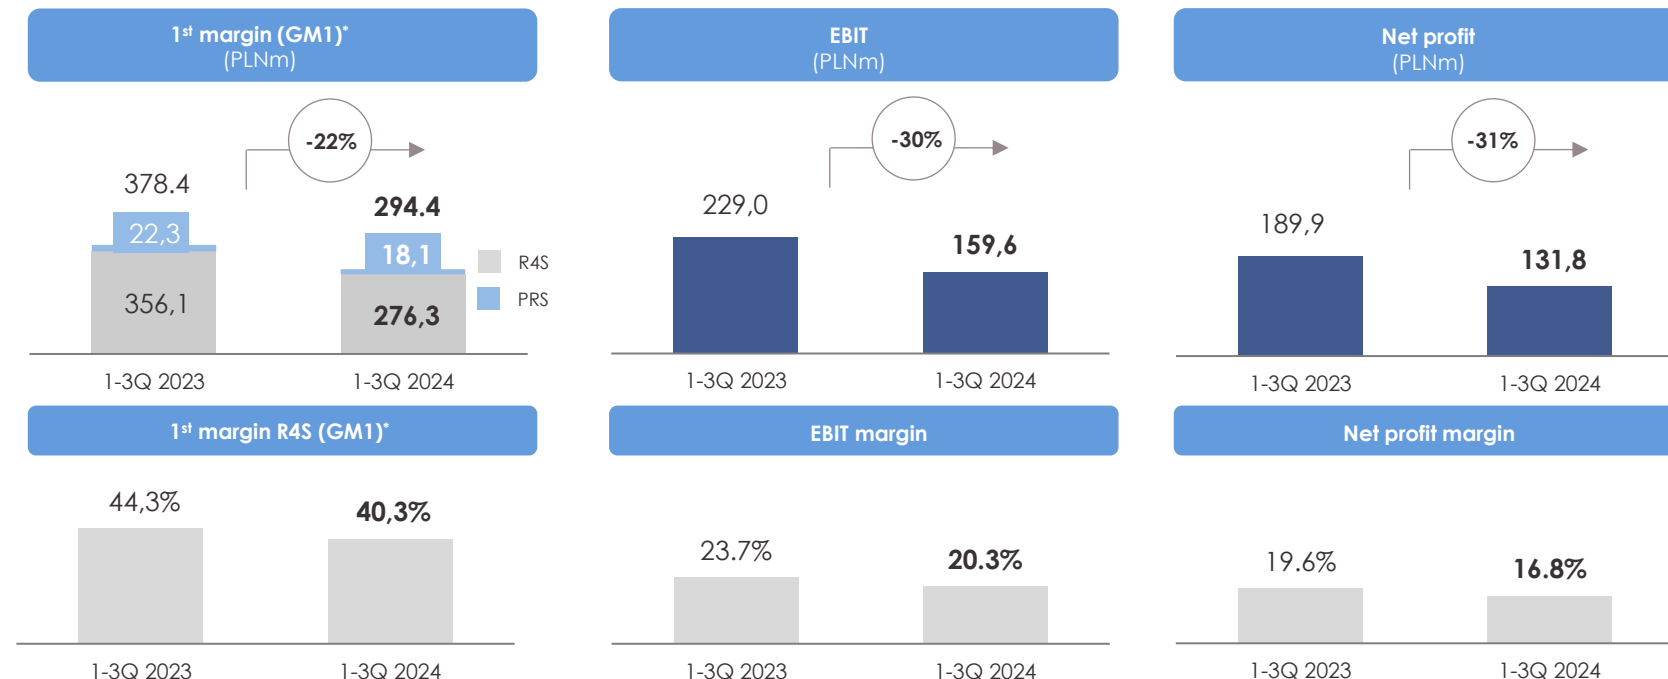 1st margin (GM1)*
(PLNm)
-22%
378.4
22,3
356,1
294.4
18,1
276,3
R4S
PRS
1-3Q 2023
1-3Q 2024
EBIT
(PLNm)
-30%
229,0
159,6
1-3Q 2023
1-3Q 2024
Net profit
(PLNm)
-31%
189,9
131,8
1-3Q 2023
1-3Q 2024
1st margin R4S (GM1)*
44,3%
40,3%
1-3Q 2023
1-3Q 2024
EBIT margin
23.7%
20.3%
1-3Q 2023
1-3Q 2024
Net profit margin
19.6%
16.8%
1-3Q 2023
1-3Q 2024